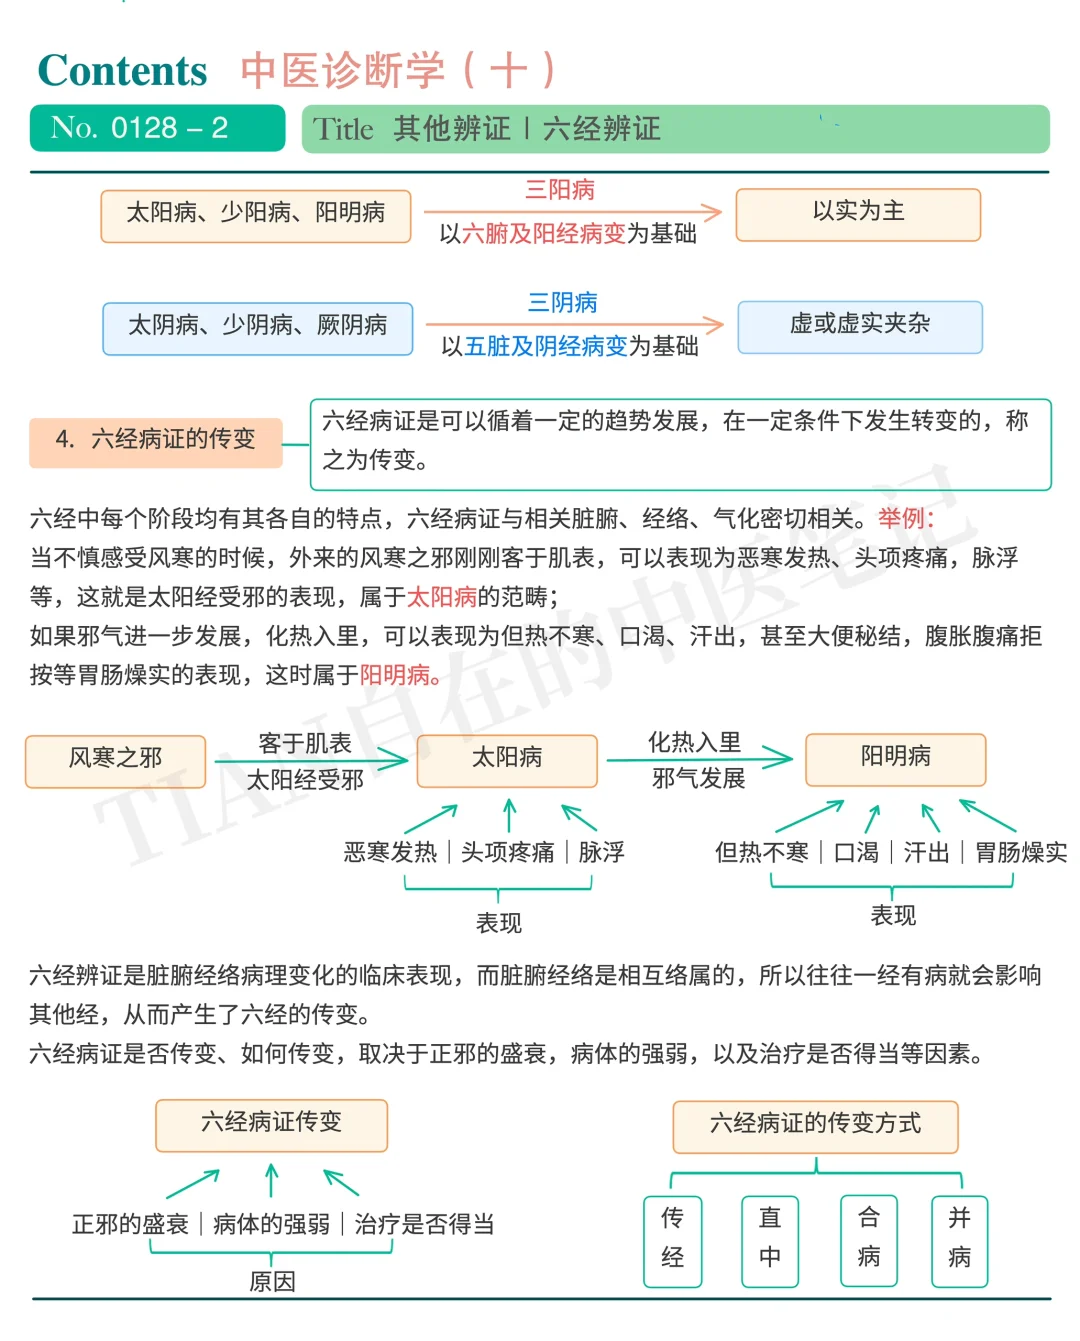 Contents 中医诊断学（十）
No. 0128 – 2
Title 其他辨证 | 六经辨证
太阳病、少阳病、阳明病
三阳病
以六腑及阳经病变为基础
以实为主
太阴病、少阴病、厥阴病
三阴病
以五脏及阴经病变为基础
虚或虚实夹杂
4. 六经病证的传变
六经病证是可以循着一定的趋势发展，在一定条件下发生转变的，称
之为传变。
六经中每个阶段均有其各自的特点，六经病证与相关脏腑、经络、气化密切相关。举例：
当不慎感受风寒的时候，外来的风寒之邪刚刚客于肌表，可以表现为恶寒发热、头项疼痛，脉浮
等，这就是太阳经受邪的表现，属于太阳病的范畴；
如果邪气进一步发展，化热入里，可以表现为但热不寒、口渴、汗出，甚至大便秘结，腹胀腹痛拒
按等胃肠燥实的表现，这时属于阳明病。
风寒之邪
客于肌表
太阳经受邪
太阳病
化热入里
邪气发展
阳明病
恶寒发热 | 头项疼痛 | 脉浮
表现
但热不寒 | 口渴 | 汗出 | 胃肠燥实
表现
六经辨证是脏腑经络病理变化的临床表现，而脏腑经络是相互络属的，所以往往一经有病就会影响
其他经，从而产生了六经的传变。
六经病证是否传变、如何传变，取决于正邪的盛衰，病体的强弱，以及治疗是否得当等因素。
六经病证传变
正邪的盛衰 | 病体的强弱 | 治疗是否得当
原因
六经病证的传变方式
传经
直中
合病
并病
TIAN自在的中医笔记